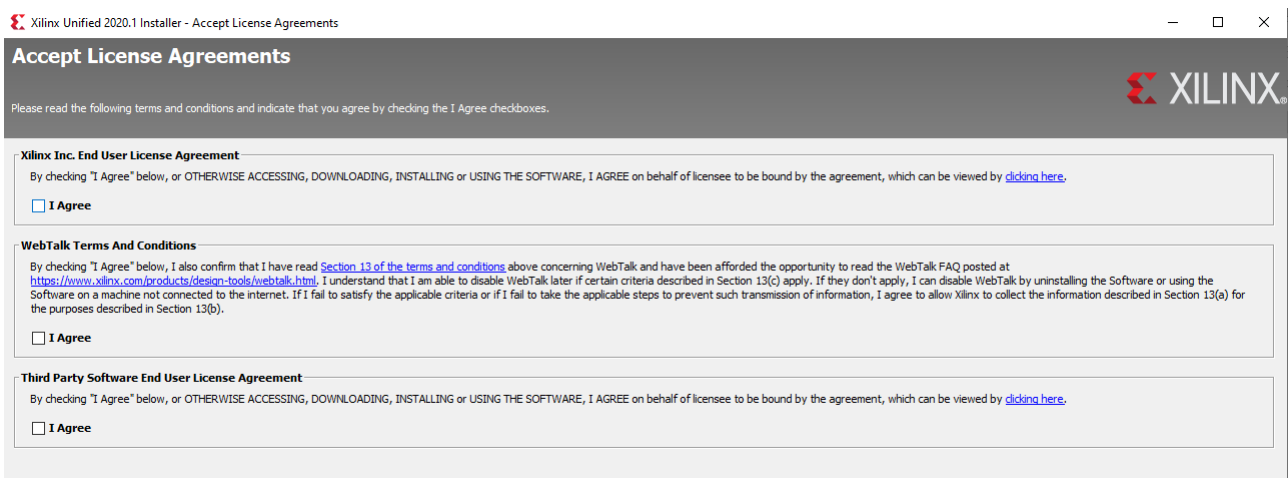 Xilinx Unified 2020.1 Installer - Accept License Agreements
Accept License Agreements
Please read the following terms and conditions and indicate that you agree by checking the I Agree checkboxes.
XILINX®
Xilinx Inc. End User License Agreement
By checking "I Agree" below, or OTHERWISE ACCESSING, DOWNLOADING, INSTALLING or USING THE SOFTWARE, I AGREE on behalf of licensee to be bound by the agreement, which can be viewed by clicking here.
I Agree
WebTalk Terms And Conditions
By checking "I Agree" below, I also confirm that I have read Section 13 of the terms and conditions above concerning WebTalk and have been afforded the opportunity to read the WebTalk FAQ posted at
https://www.xilinx.com/products/design-tools/webtalk.html. I understand that I am able to disable WebTalk later if certain criteria described in Section 13(c) apply. If they don't apply, I can disable WebTalk by uninstalling the Software or using the
Software on a machine not connected to the internet. If I fail to satisfy the applicable criteria or if I fail to take the applicable steps to prevent such transmission of information, I agree to allow Xilinx to collect the information described in Section 13(a) for
the purposes described in Section 13(b).
I Agree
Third Party Software End User License Agreement
By checking "I Agree" below, or OTHERWISE ACCESSING, DOWNLOADING, INSTALLING or USING THE SOFTWARE, I AGREE on behalf of licensee to be bound by the agreement, which can be viewed by clicking here.
I Agree